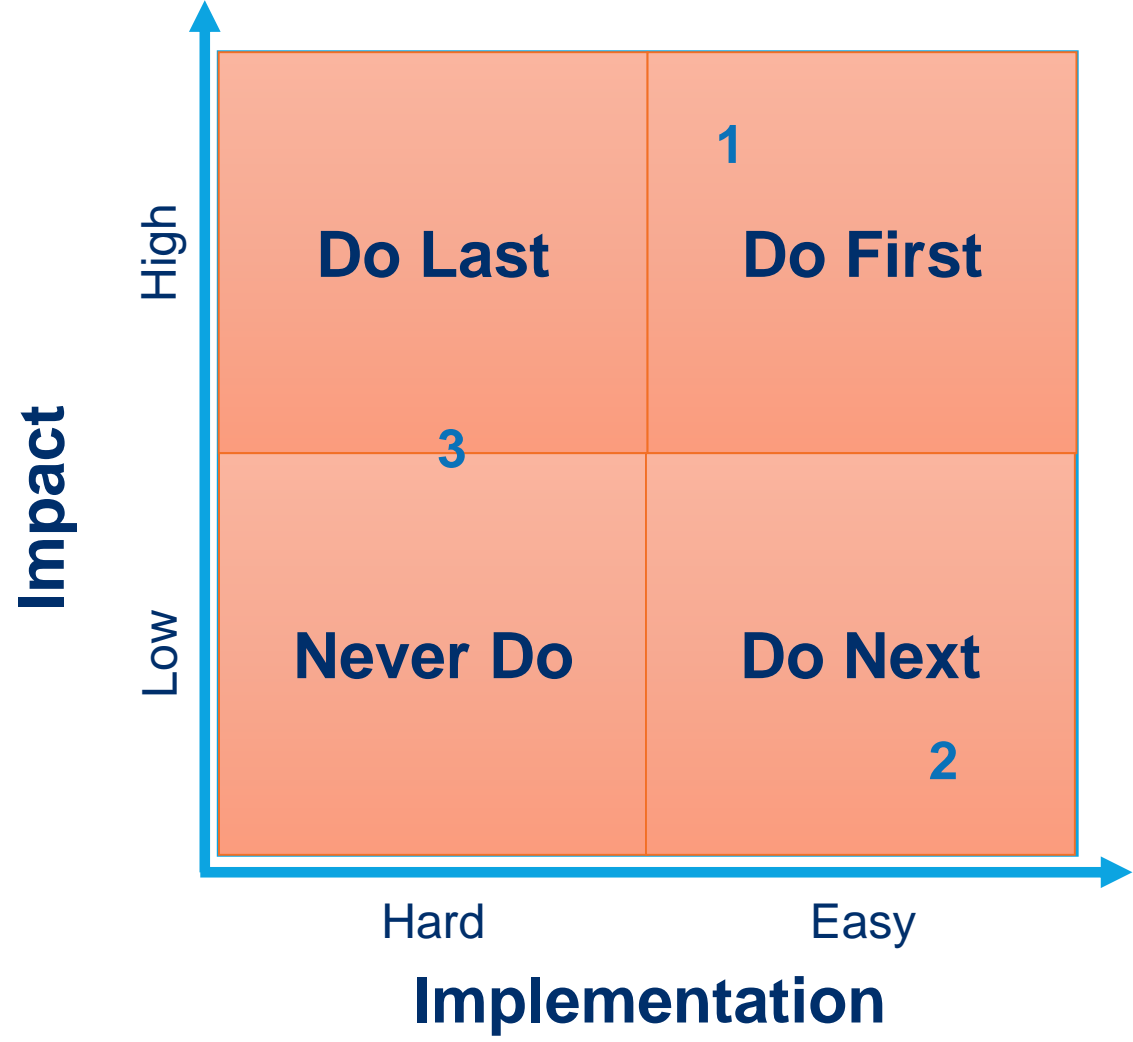 1
High
Do Last
Do First
3
Impact
Low
Never Do
Do Next
2
Hard
Easy
Implementation